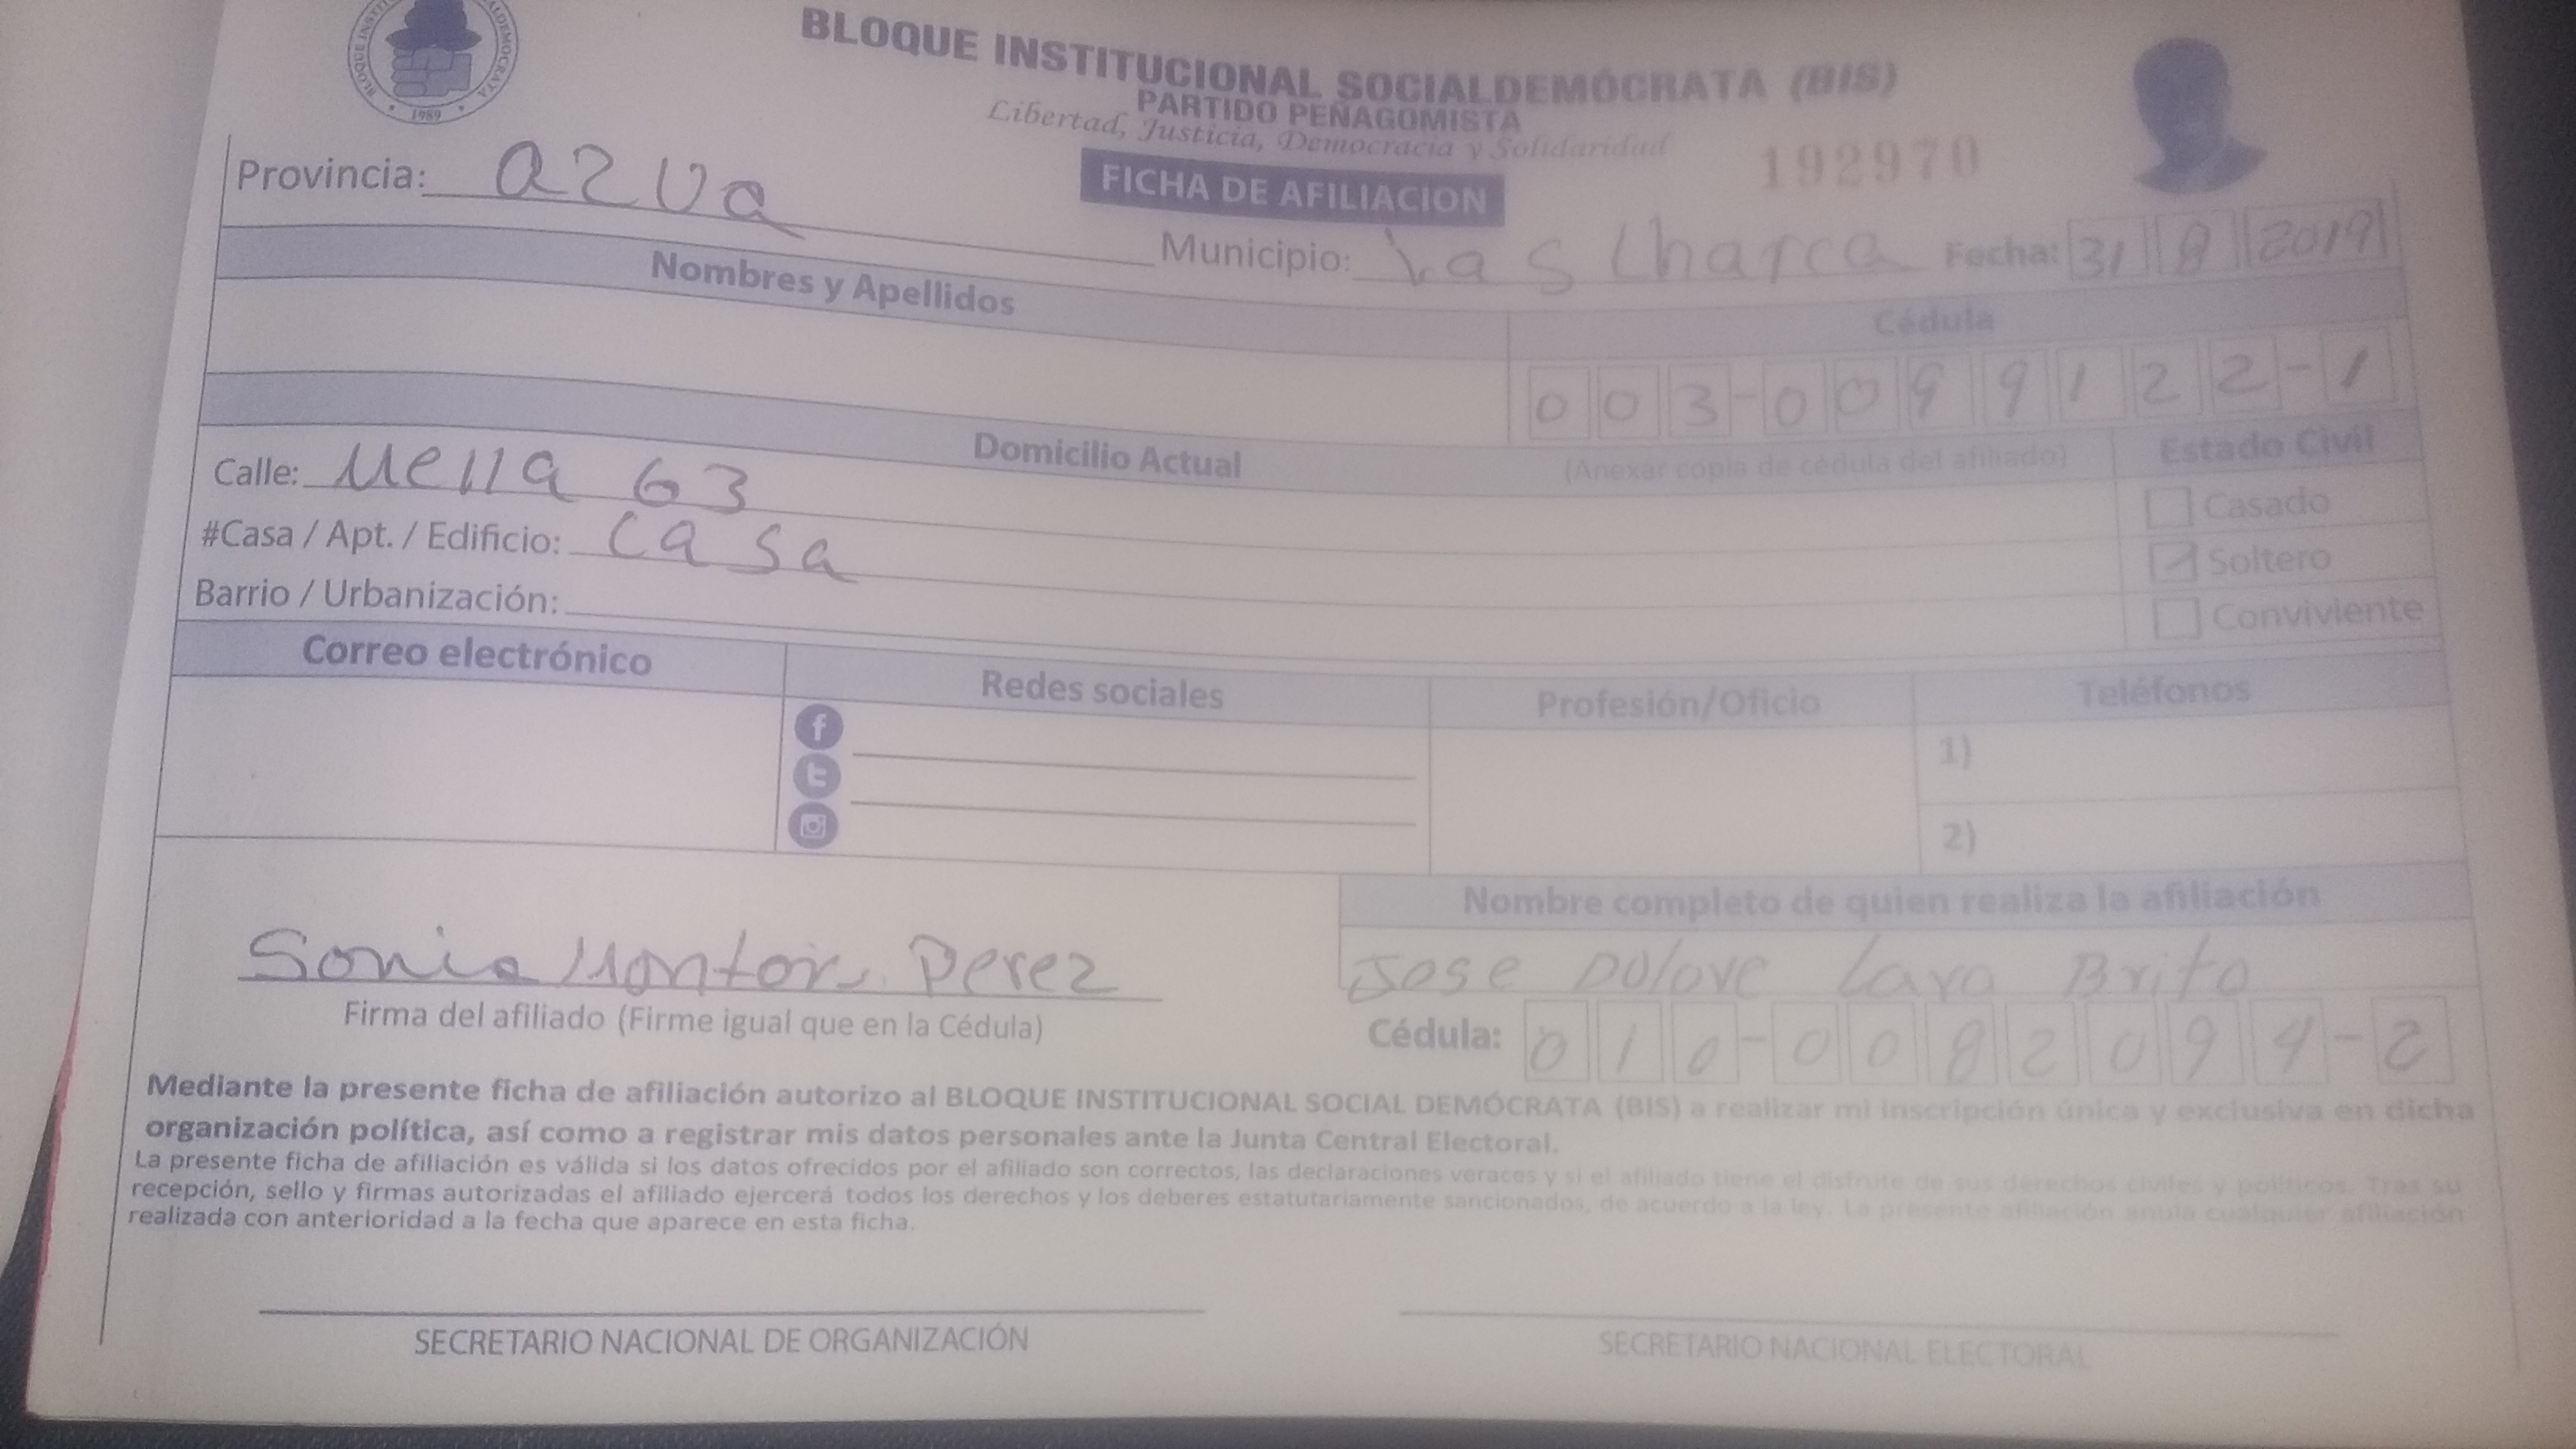 BLOQUE INSTITUCIONAL SOCIALDEMÓCRATA (BIS)
PARTIDO PEÑAGOMISTA
Libertad, Justicia, Democracia y Solidaridad
1989
192970
FICHA DE AFILIACION
Provincia: azua
Municipio: Las Charca Fecha: 31 8 2019
Nombres y Apellidos
Cédula
003-0099122-1
Domicilio Actual
(Anexar copia de cédula del afiliado)
Estado Civil
Calle: Mella 63
Casado
#Casa / Apt. / Edificio: casa
Soltero
Barrio / Urbanización:
Conviviente
Correo electrónico
Redes sociales
Profesión/Oficio
Teléfonos
1)
2)
Nombre completo de quien realiza la afiliación
Sonia Perez
Jose Dolore Lara Brito
Firma del afiliado (Firme igual que en la Cédula)
Cédula: 010-0082094-2
Mediante la presente ficha de afiliación autorizo al BLOQUE INSTITUCIONAL SOCIAL DEMÓCRATA (BIS) a realizar mi inscripción única y exclusiva en dicha
organización política, así como a registrar mis datos personales ante la Junta Central Electoral.
La presente ficha de afiliación es válida si los datos ofrecidos por el afiliado son correctos, las declaraciones veraces y si el afiliado tiene el disfrute de sus derechos civiles y políticos. Tras su
recepción, sello y firmas autorizadas el afiliado ejercerá todos los derechos y los deberes estatutariamente sancionados, de acuerdo a la ley. La presente afiliación anula cualquier afiliación
realizada con anterioridad a la fecha que aparece en esta ficha.
SECRETARIO NACIONAL DE ORGANIZACIÓN
SECRETARIO NACIONAL ELECTORAL